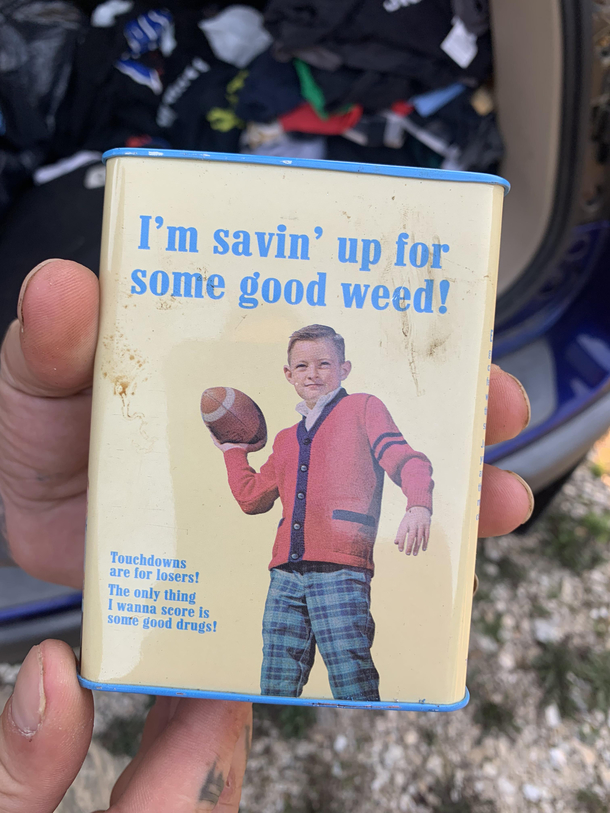 I'm savin' up for
some good weed!
Touchdowns
are for losers!
The only thing
I wanna score is
some good drugs!